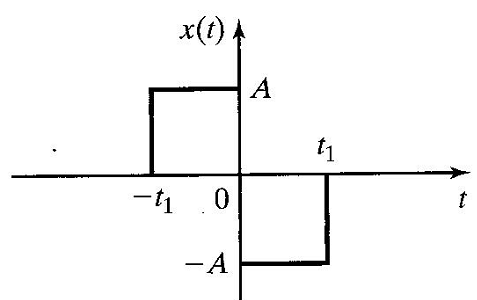 x(t)
A
t₁
-t₁ 0 t
-A